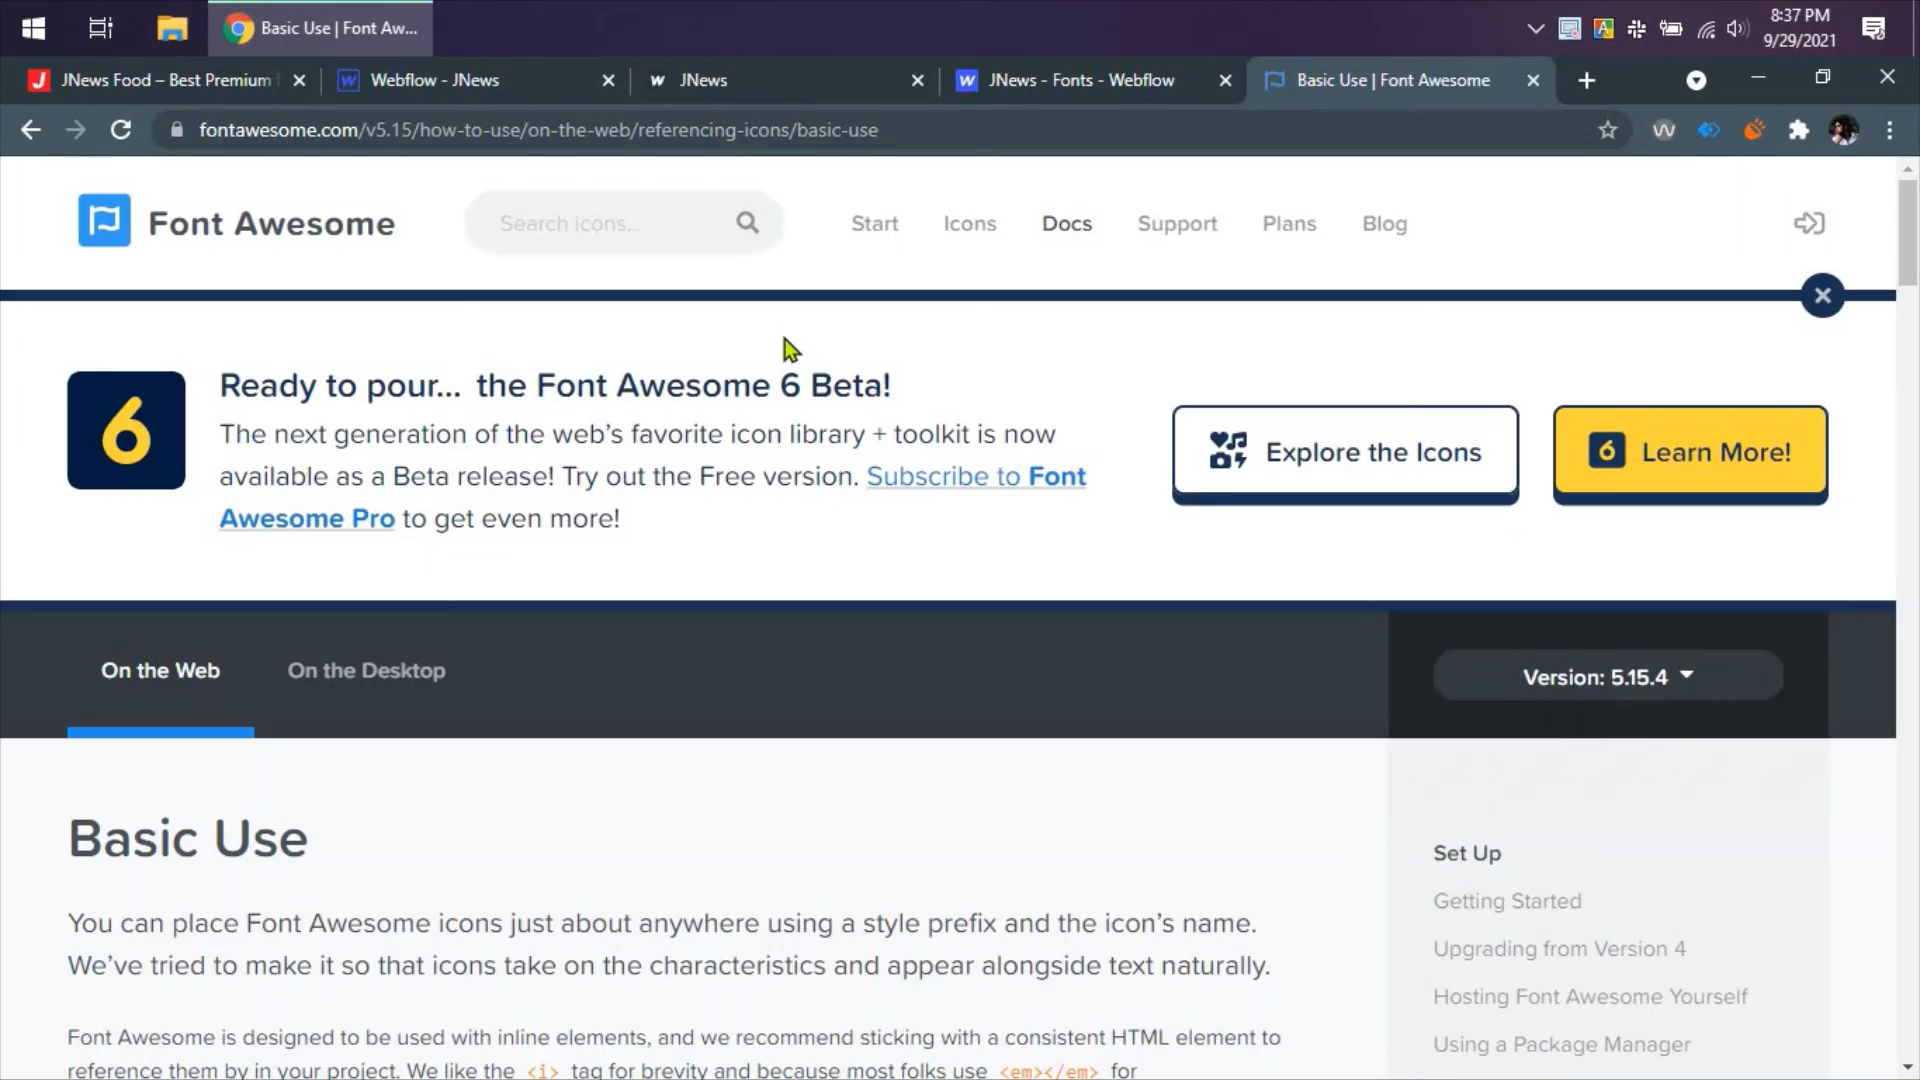 Basic Use | Font Aw...
8:37 PM
9/29/2021
JNews Food – Best Premium
Webflow - JNews
JNews
JNews - Fonts - Webflow
Basic Use | Font Awesome
fontawesome.com/v5.15/how-to-use/on-the-web/referencing-icons/basic-use
Font Awesome
Search icons...
Start
Icons
Docs
Support
Plans
Blog
6
Ready to pour... the Font Awesome 6 Beta!
The next generation of the web's favorite icon library + toolkit is now
available as a Beta release! Try out the Free version. Subscribe to Font
Awesome Pro to get even more!
Explore the Icons
6 Learn More!
On the Web
On the Desktop
Version: 5.15.4
Basic Use
You can place Font Awesome icons just about anywhere using a style prefix and the icon's name.
We've tried to make it so that icons take on the characteristics and appear alongside text naturally.
Font Awesome is designed to be used with inline elements, and we recommend sticking with a consistent HTML element to
reference them by in your project. We like the <i> tag for brevity and because most folks use <em></em> for
Set Up
Getting Started
Upgrading from Version 4
Hosting Font Awesome Yourself
Using a Package Manager